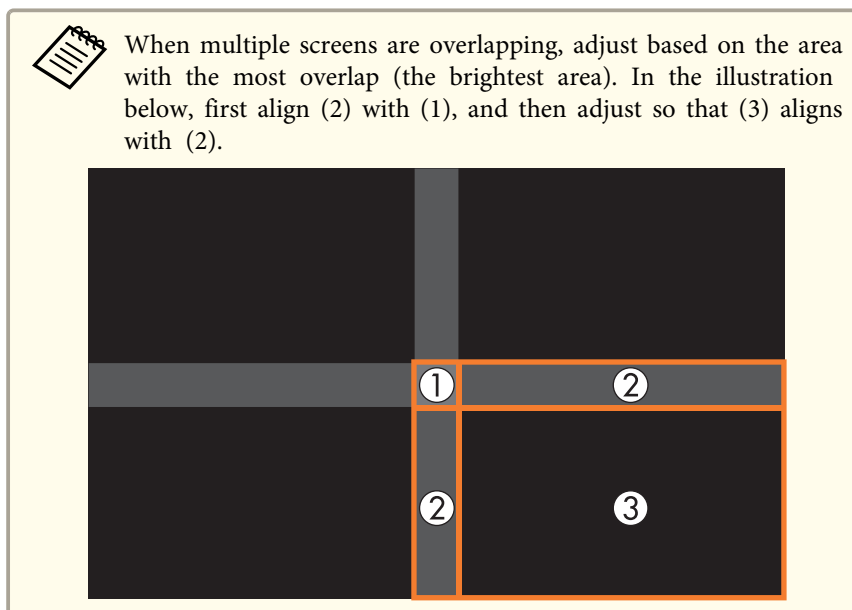 When multiple screens are overlapping, adjust based on the area
with the most overlap (the brightest area). In the illustration
below, first align (2) with (1), and then adjust so that (3) aligns
with (2).
① ②
② ③